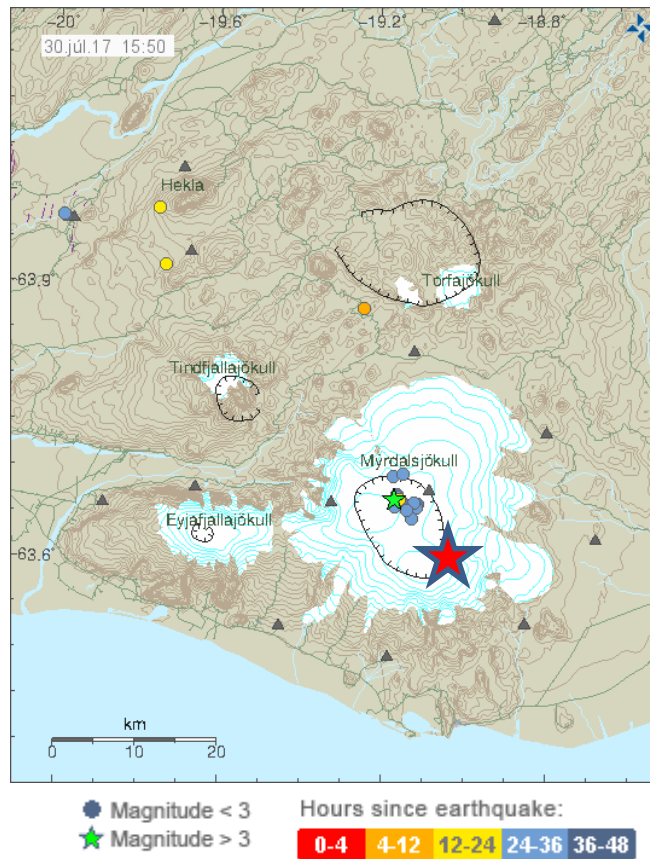 -20° -19.6 -19.2 -18.8
30.júl.17 15:50
Hekla
63.9
Torfajökull
Tindfjallajökull
Myrdalsjökull
Eyjafjallajökull
63.6
km
0 10 20
Magnitude < 3
Hours since earthquake:
Magnitude > 3
0-4 4-12 12-24 24-36 36-48